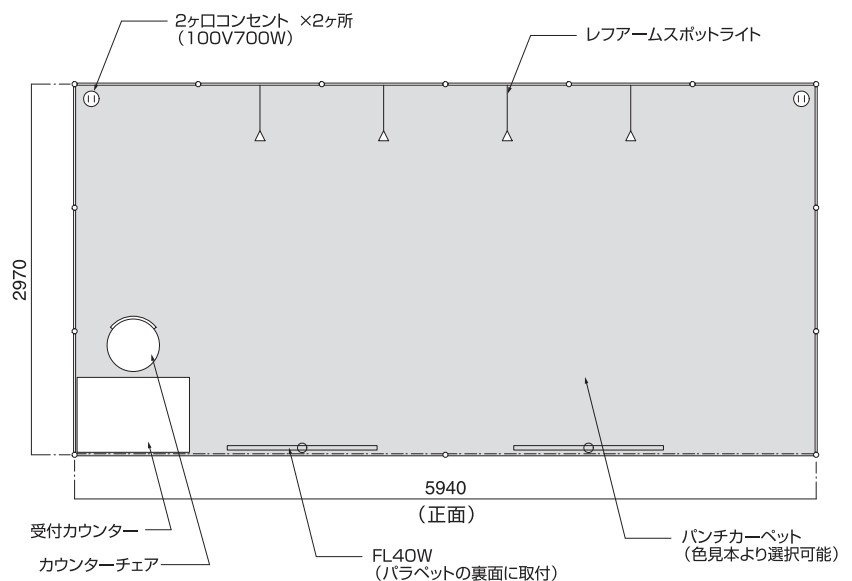 2ヶ口コンセント ×2ヶ所
（100V700W）
レフアームスポットライト
2970
5940
（正面）
受付カウンター
カウンターチェア
FL40W
（パラペットの裏面に取付）
パンチカーペット
（色見本より選択可能）